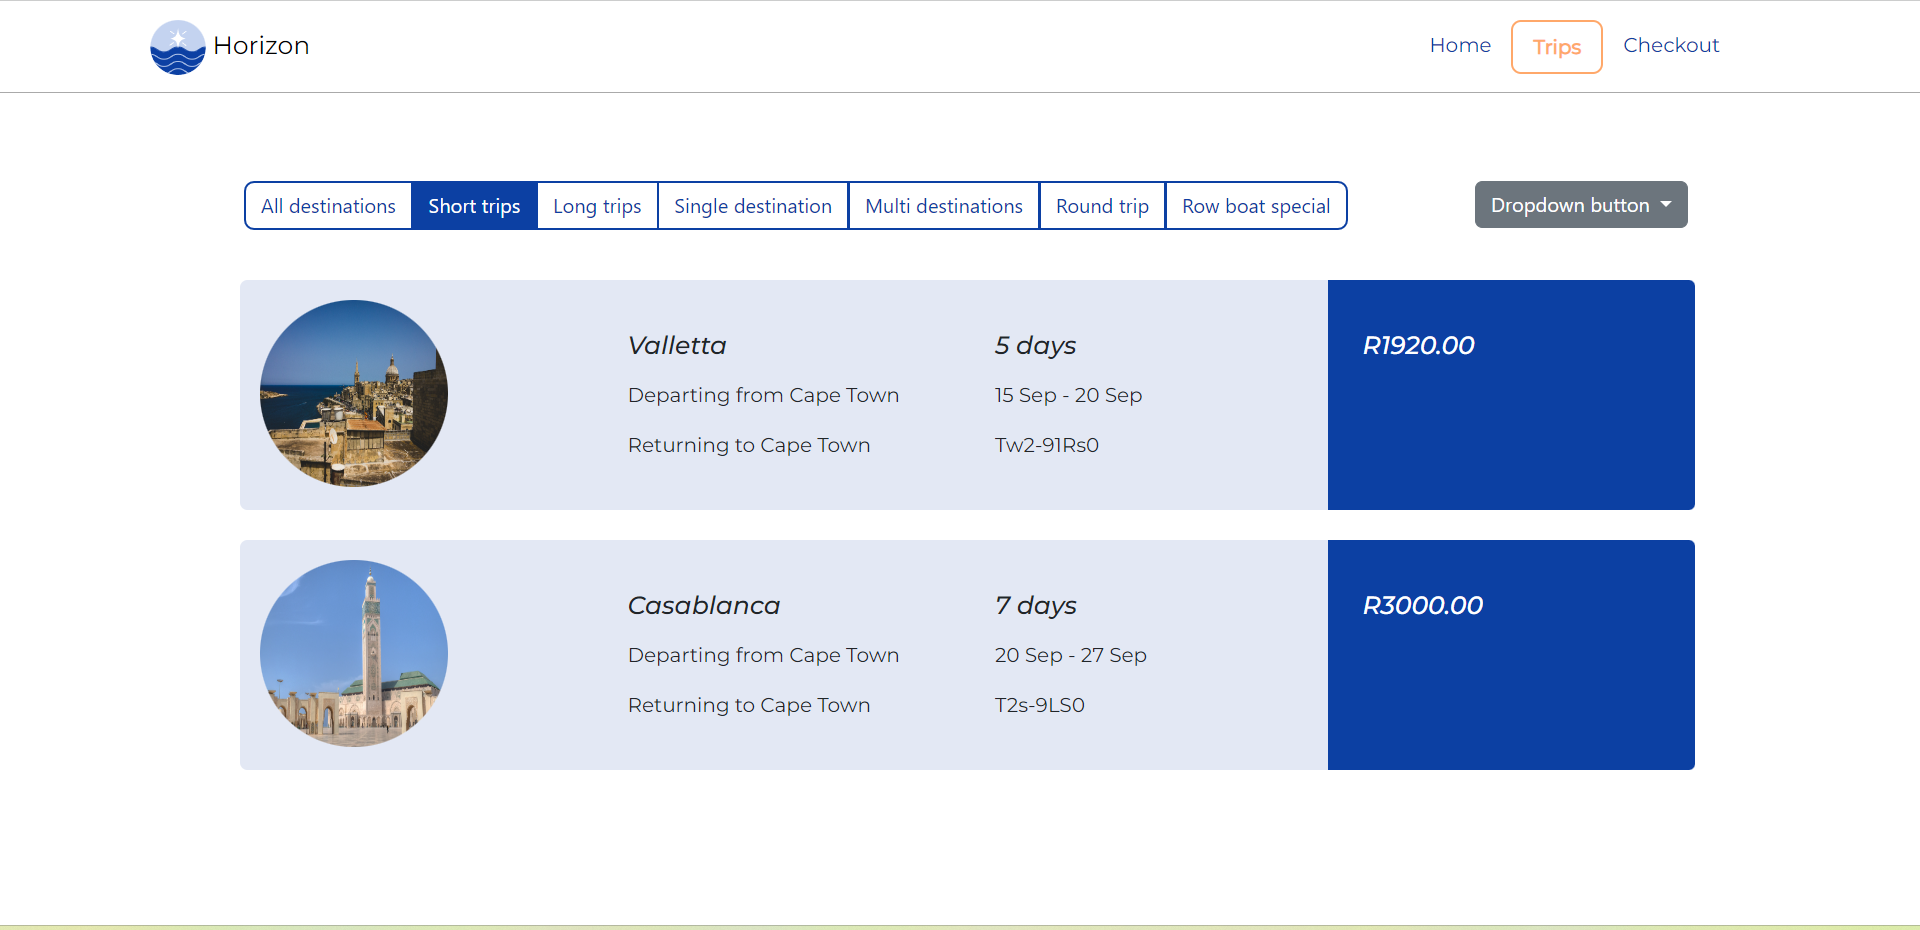 Horizon
Home Trips Checkout
All destinations Short trips Long trips Single destination Multi destinations Round trip Row boat special Dropdown button
Valletta 5 days R1920.00
Departing from Cape Town 15 Sep - 20 Sep
Returning to Cape Town Tw2-91Rs0
Casablanca 7 days R3000.00
Departing from Cape Town 20 Sep - 27 Sep
Returning to Cape Town T2s-9LS0